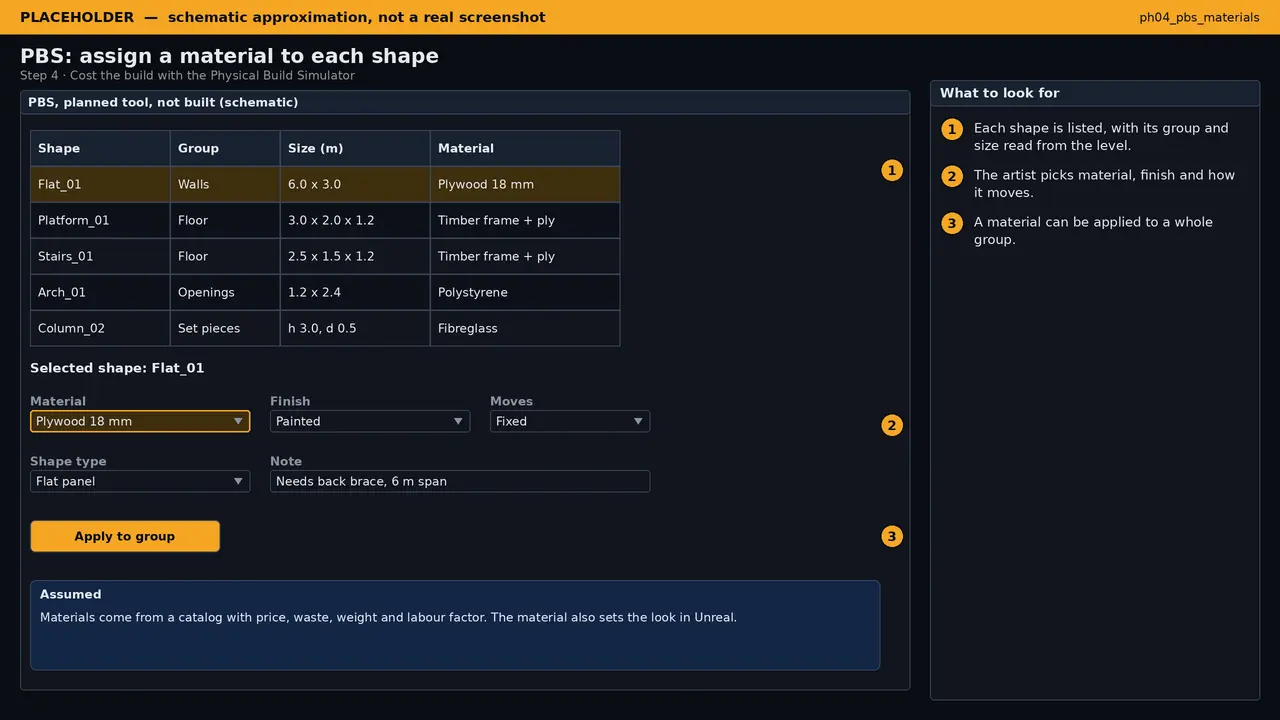 PLACEHOLDER — schematic approximation, not a real screenshot
ph04_pbs_materials
PBS: assign a material to each shape
Step 4 · Cost the build with the Physical Build Simulator
PBS, planned tool, not built (schematic)
Shape Group Size (m) Material
Flat_01 Walls 6.0 x 3.0 Plywood 18 mm
Platform_01 Floor 3.0 x 2.0 x 1.2 Timber frame + ply
Stairs_01 Floor 2.5 x 1.5 x 1.2 Timber frame + ply
Arch_01 Openings 1.2 x 2.4 Polystyrene
Column_02 Set pieces h 3.0, d 0.5 Fibreglass
1
Selected shape: Flat_01
Material Finish Moves
Plywood 18 mm Painted Fixed
2
Shape type Note
Flat panel Needs back brace, 6 m span
Apply to group
3
Assumed
Materials come from a catalog with price, waste, weight and labour factor. The material also sets the look in Unreal.
What to look for
1 Each shape is listed, with its group and
size read from the level.
2 The artist picks material, finish and how
it moves.
3 A material can be applied to a whole
group.